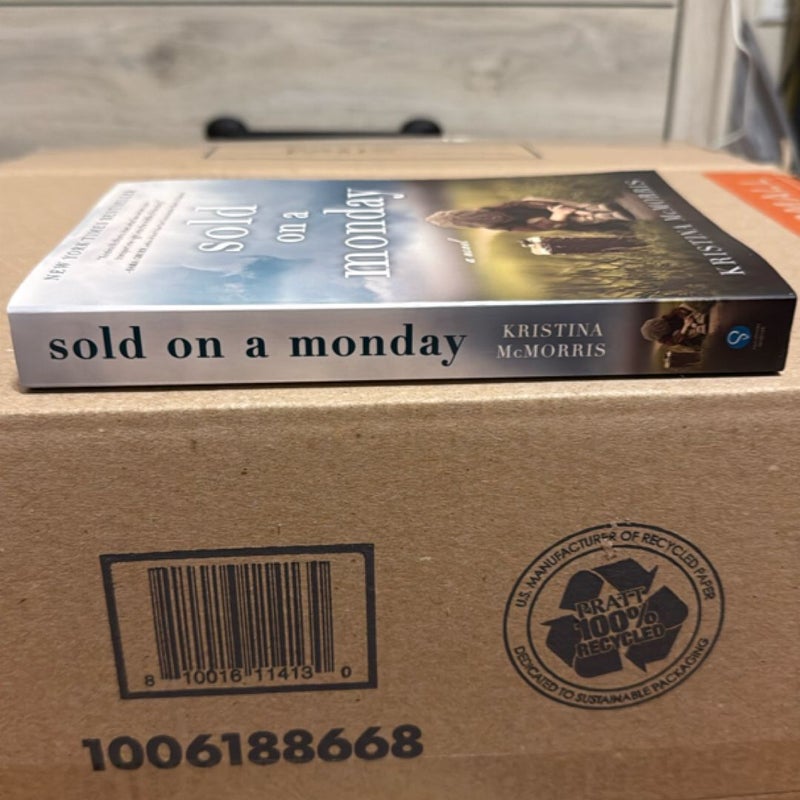 NEW YORK TIMES BESTSELLER
sold
on a
monday
a novel
KRISTINA McMORRIS
sold on a monday
KRISTINA
McMORRIS
U.S. MANUFACTURER OF RECYCLED PAPER
PRATT
100%
RECYCLED
DEDICATED TO SUSTAINABLE PACKAGING
8 10016 11413 0
1006188668